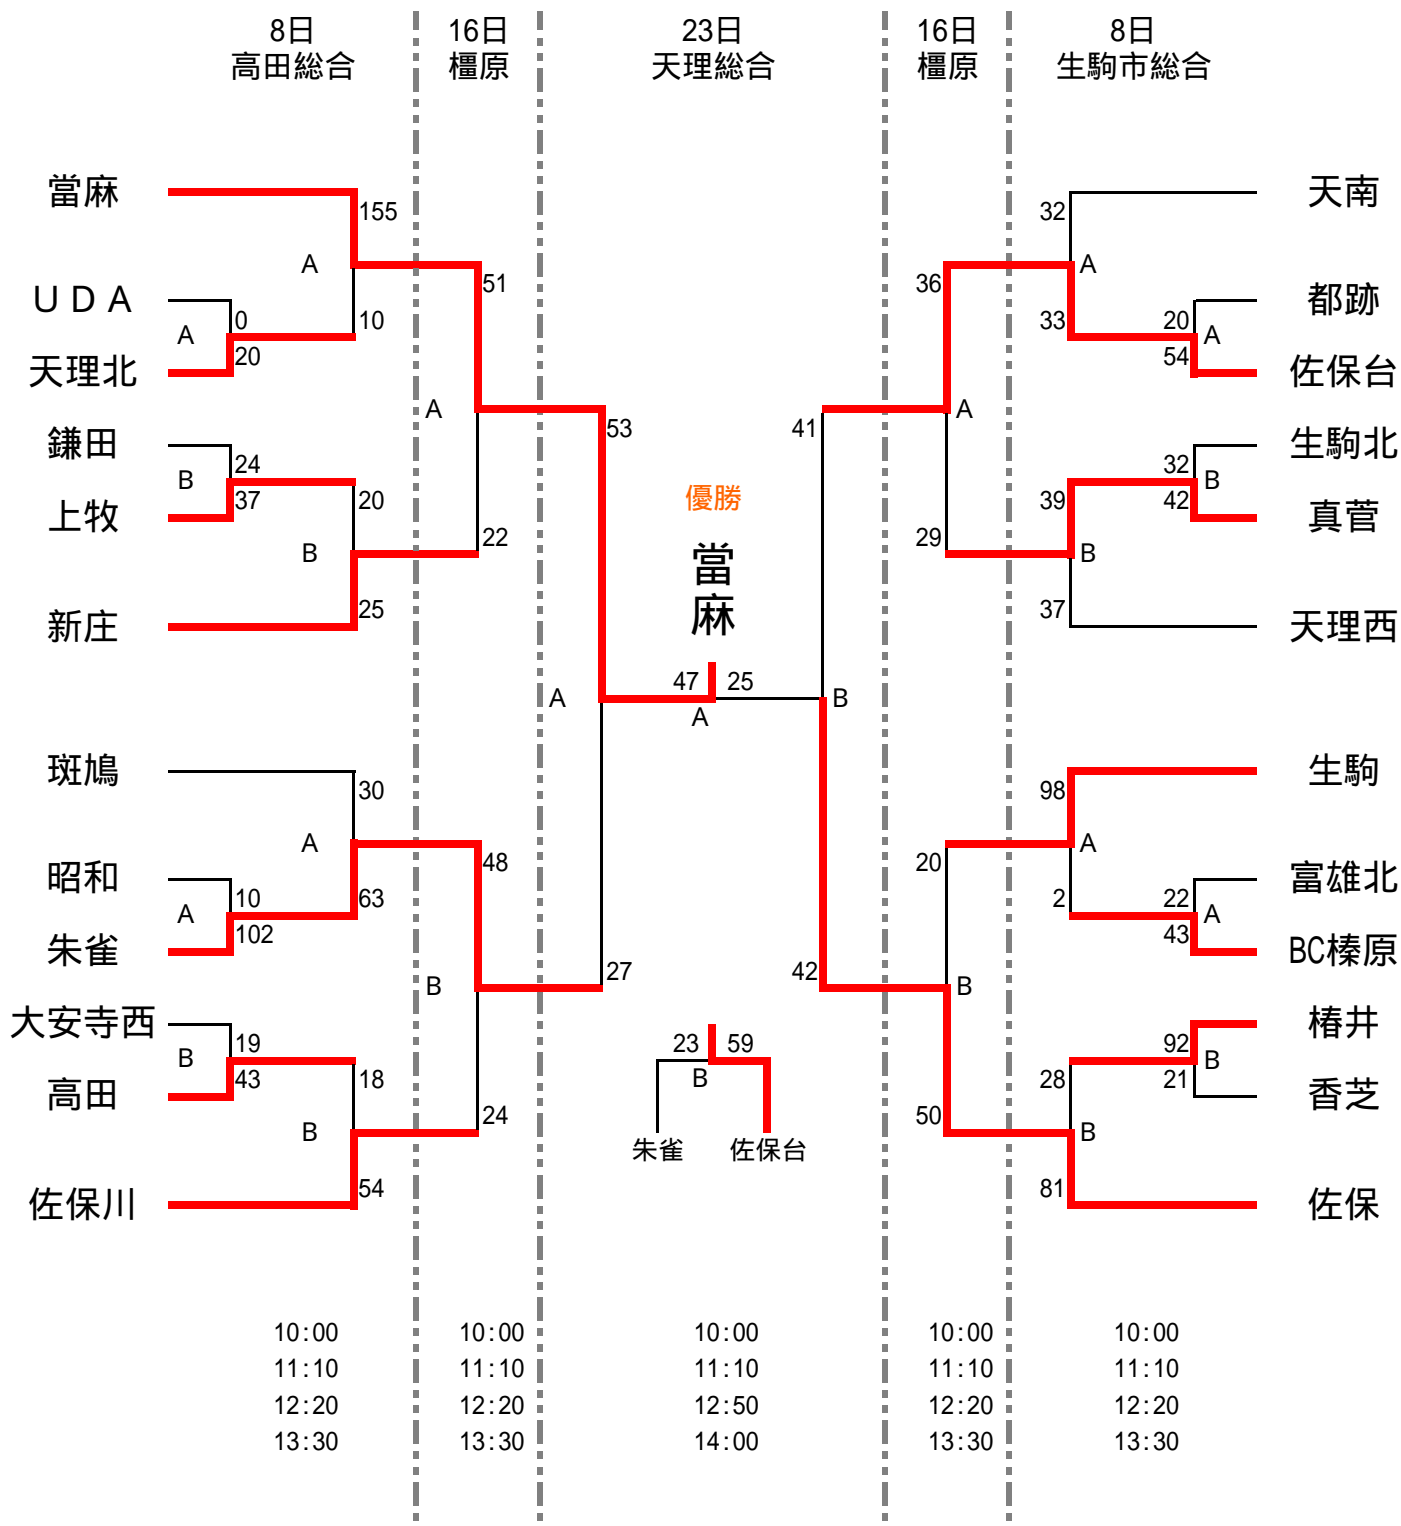 8日
高田総合
16日
橿原
23日
天理総合
16日
橿原
8日
生駒市総合
當麻
155
A
51
ＵＤＡ
0
10
A
20
天理北
A
53
鎌田
24
B
37
20
上牧
22
B
新庄
25
優勝
當麻
47
25
A
A
斑鳩
30
A
48
昭和
10
63
A
102
朱雀
27
B
大安寺西
19
B
43
18
高田
24
B
佐保川
54
23
59
B
朱雀
佐保台
天南
32
A
36
都跡
33
20
A
54
佐保台
A
41
生駒北
32
B
39
42
真菅
29
B
37
天理西
B
生駒
98
A
20
富雄北
2
22
A
43
BC榛原
42
B
椿井
92
B
28
21
香芝
50
B
81
佐保
10:00
11:10
12:20
13:30
10:00
11:10
12:20
13:30
10:00
11:10
12:50
14:00
10:00
11:10
12:20
13:30
10:00
11:10
12:20
13:30